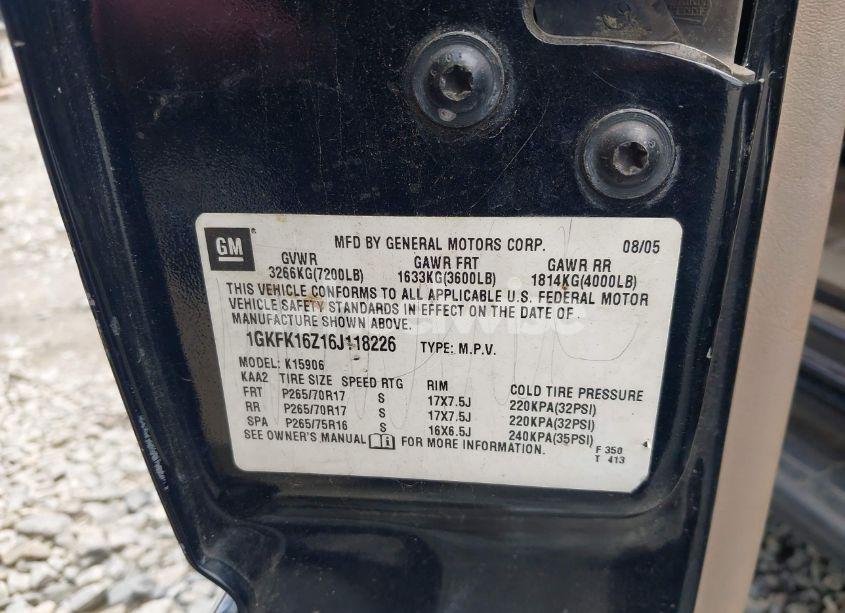 GM
MFD BY GENERAL MOTORS CORP. 08/05
GVWR GAWR FRT GAWR RR
3266KG(7200LB) 1633KG(3600LB) 1814KG(4000LB)
THIS VEHICLE CONFORMS TO ALL APPLICABLE U.S. FEDERAL MOTOR
VEHICLE SAFETY STANDARDS IN EFFECT ON THE DATE OF
MANUFACTURE SHOWN ABOVE.
1GKFK16Z16J118226 TYPE: M.P.V.
MODEL: K15906
KAA2 TIRE SIZE SPEED RTG RIM COLD TIRE PRESSURE
FRT P265/70R17 S 17X7.5J 220KPA(32PSI)
RR P265/70R17 S 17X7.5J 220KPA(32PSI)
SPA P265/75R16 S 16X6.5J 240KPA(35PSI)
SEE OWNER'S MANUAL FOR MORE INFORMATION.
F 350
T 413